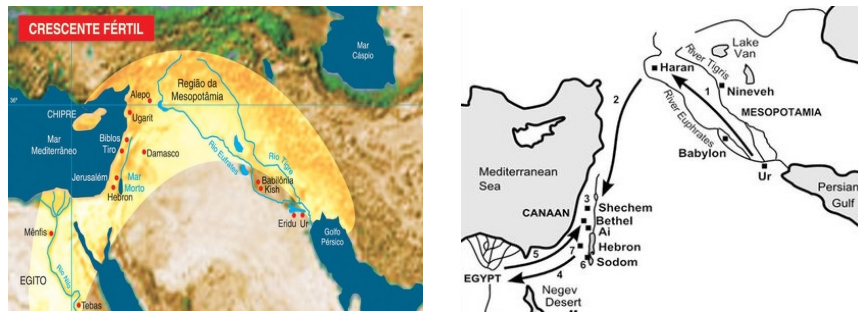 CRESCENTE FÉRTIL
Mar
Cáspio
Região da
Mesopotâmia
Alepo
36°
CHIPRE
Ugarit
Mar
Mediterrâneo
Biblos
Tiro
Damasco
Rio Eufrates
Rio Tigre
Jerusalém
Mar
Morto
Hebron
Babilônia
Kish
Eridu Ur
Golfo
Pérsico
Mênfis
EGITO
Rio Nilo
Tebas
Lake
Van
River Tigris
Haran
1
Nineveh
2
MESOPOTAMIA
River Euphrates
Babylon
Ur
Mediterranean
Sea
Persian
Gulf
3
Shechem
CANAAN
Bethel
Ai
7
Hebron
5
6
Sodom
4
EGYPT
Negev
Desert